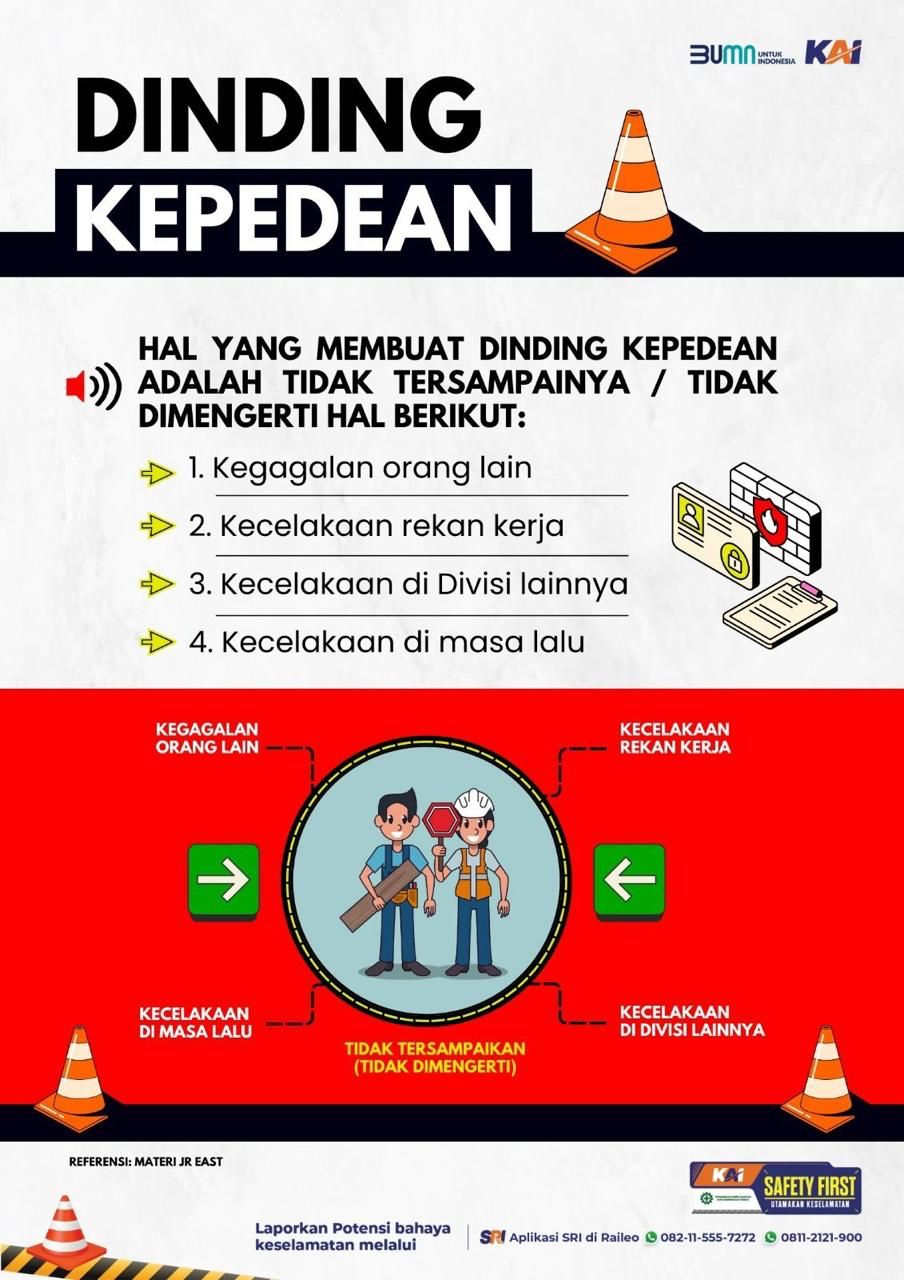 BUMN UNTUK
INDONESIA
KAI
DINDING
KEPEDEAN
HAL YANG MEMBUAT DINDING KEPEDEAN
ADALAH TIDAK TERSAMPAINYA / TIDAK
DIMENGERTI HAL BERIKUT:
1. Kegagalan orang lain
2. Kecelakaan rekan kerja
3. Kecelakaan di Divisi lainnya
4. Kecelakaan di masa lalu
KEGAGALAN
ORANG LAIN
KECELAKAAN
REKAN KERJA
KECELAKAAN
DI MASA LALU
KECELAKAAN
DI DIVISI LAINNYA
TIDAK TERSAMPAIKAN
(TIDAK DIMENGERTI)
REFERENSI: MATERI JR EAST
KAI
SAFETY FIRST
UTAMAKAN KESELAMATAN
Laporkan Potensi bahaya
keselamatan melalui
SRI Aplikasi SRI di Raileo 082-11-555-7272 0811-2121-900